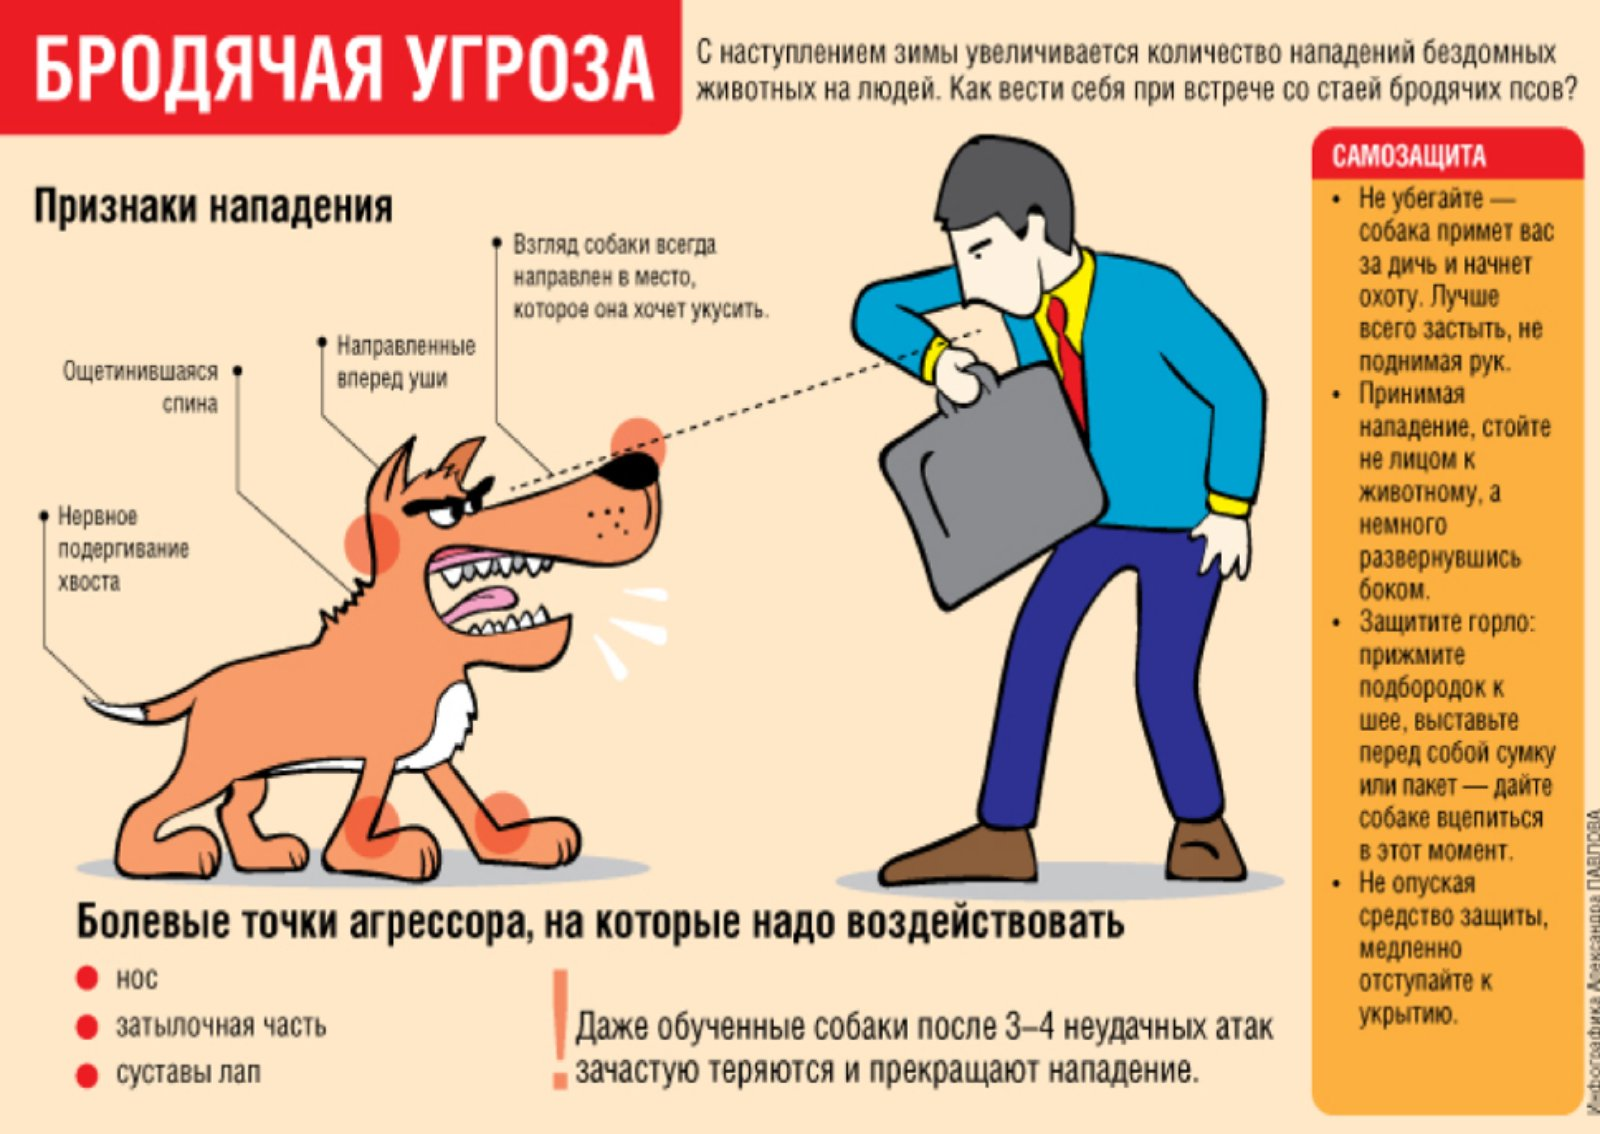 БРОДЯЧАЯ УГРОЗА
С наступлением зимы увеличивается количество нападений бездомных
животных на людей. Как вести себя при встрече со стаей бродячих псов?
Признаки нападения
Взгляд собаки всегда
направлен в место,
которое она хочет укусить.
Направленные
вперед уши
Ощетинившаяся
спина
Нервное
подергивание
хвоста
Болевые точки агрессора, на которые надо воздействовать
• нос
• затылочная часть
• суставы лап
! Даже обученные собаки после 3–4 неудачных атак
зачастую теряются и прекращают нападение.
САМОЗАЩИТА
• Не убегайте —
собака примет вас
за дичь и начнет
охоту. Лучше
всего застыть, не
поднимая рук.
• Принимая
нападение, стойте
не лицом к
животному, а
немного
развернувшись
боком.
• Защитите горло:
прижмите
подбородок к
шее, выставьте
перед собой сумку
или пакет — дайте
собаке вцепиться
в этот момент.
• Не опуская
средство защиты,
медленно
отступайте к
укрытию.
Инфографика Александра ПАВЛОВА